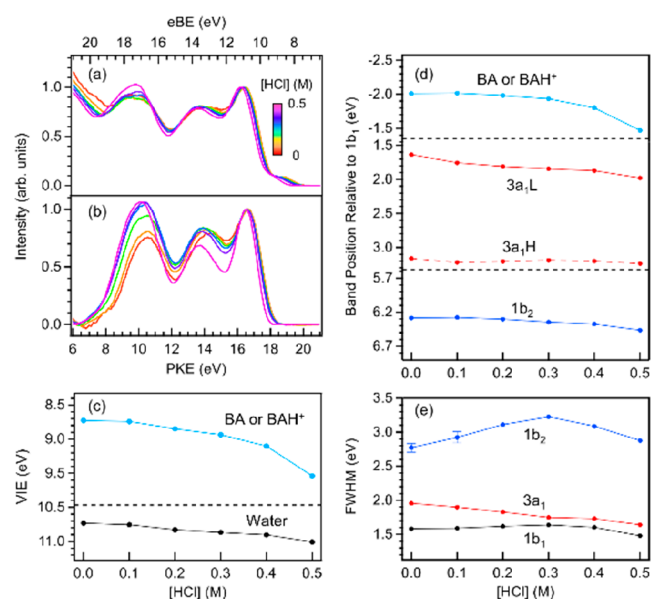 eBE (eV)
20 18 16 14 12 10 8
(a)
[HCl] (M)
0.5
0
1.0
0.5
0.0
Intensity (arb. units)
(b)
1.0
0.5
0.0
6 8 10 12 14 16 18 20
PKE (eV)
(c)
BA or BAH⁺
8.5
9.0
9.5
10.5
11.0
VIE (eV)
Water
0.0 0.1 0.2 0.3 0.4 0.5
[HCl] (M)
(d)
BA or BAH⁺
-2.5
-2.0
-1.5
1.5
2.0
3.2
5.7
6.2
6.7
Band Position Relative to 1b₁ (eV)
3a₁L
3a₁H
1b₂
0.0 0.1 0.2 0.3 0.4 0.5
(e)
3.5
3.0
2.5
2.0
1.5
FWHM (eV)
1b₂
3a₁
1b₁
0.0 0.1 0.2 0.3 0.4 0.5
[HCl] (M)